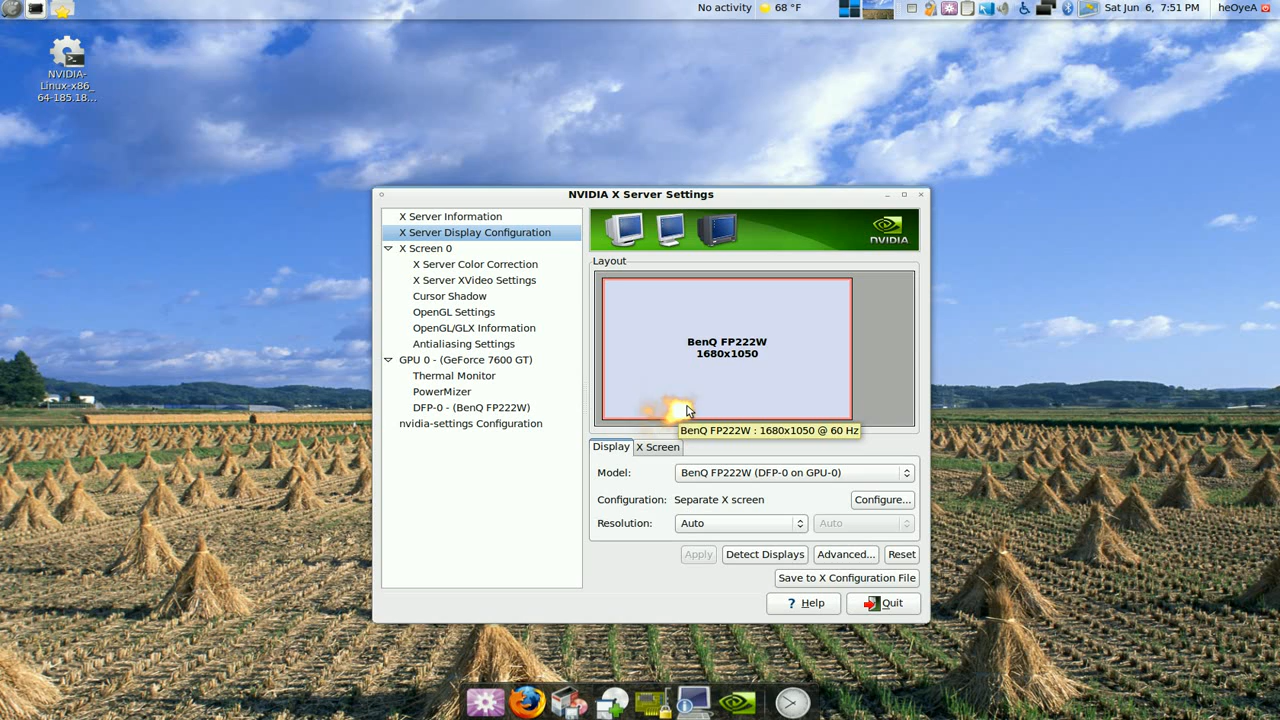 No activity
68 °F
Sat Jun 6, 7:51 PM
heOyeA
NVIDIA-
Linux-x86_
64-185.18...
NVIDIA X Server Settings
X Server Information
X Server Display Configuration
X Screen 0
X Server Color Correction
X Server XVideo Settings
Cursor Shadow
OpenGL Settings
OpenGL/GLX Information
Antialiasing Settings
GPU 0 - (GeForce 7600 GT)
Thermal Monitor
PowerMizer
DFP-0 - (BenQ FP222W)
nvidia-settings Configuration
NVIDIA
Layout
BenQ FP222W
1680x1050
BenQ FP222W : 1680x1050 @ 60 Hz
Display
X Screen
Model:
BenQ FP222W (DFP-0 on GPU-0)
Configuration:
Separate X screen
Configure...
Resolution:
Auto
Auto
Apply
Detect Displays
Advanced...
Reset
Save to X Configuration File
? Help
Quit